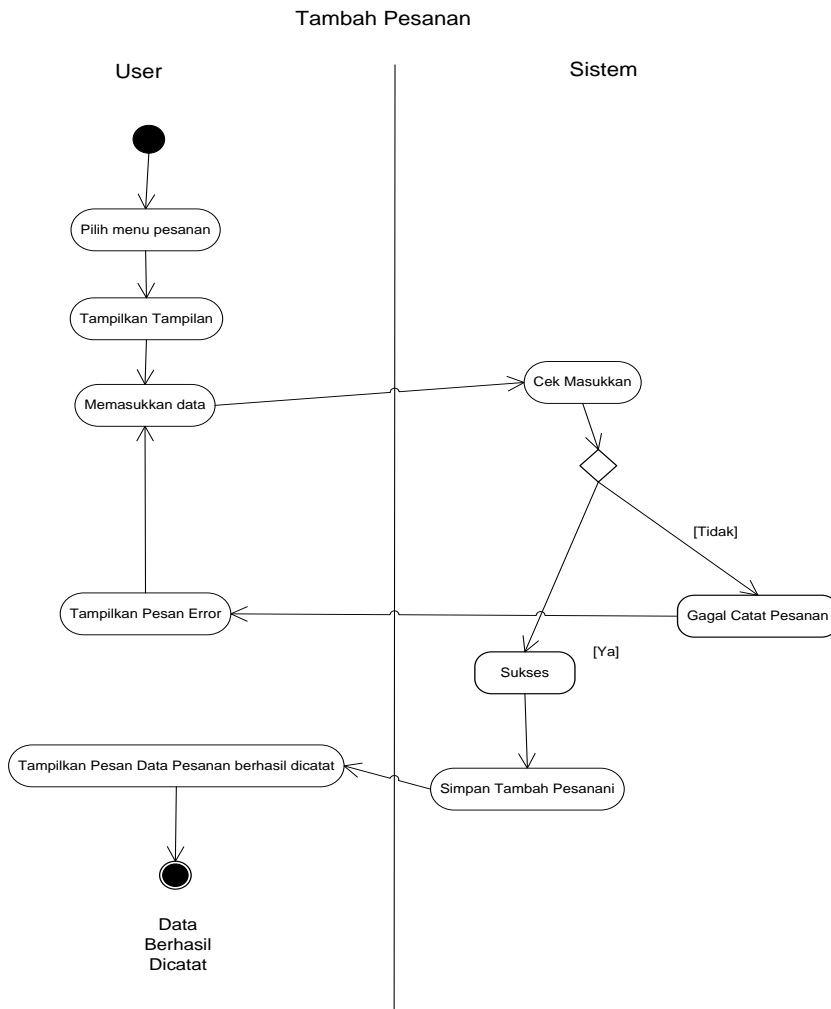 Tambah Pesanan
User
Sistem
Pilih menu pesanan
Tampilkan Tampilan
Memasukkan data
Cek Masukkan
[Tidak]
Tampilkan Pesan Error
Gagal Catat Pesanan
[Ya]
Sukses
Tampilkan Pesan Data Pesanan berhasil dicatat
Simpan Tambah Pesanani
Data
Berhasil
Dicatat